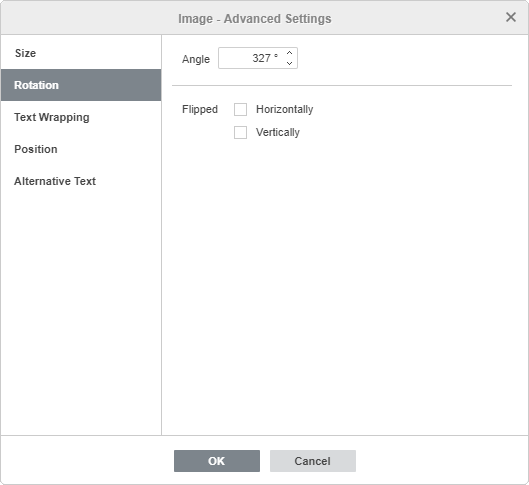 Image - Advanced Settings
Size
Rotation
Text Wrapping
Position
Alternative Text
Angle 327 °
Flipped Horizontally
Vertically
OK Cancel